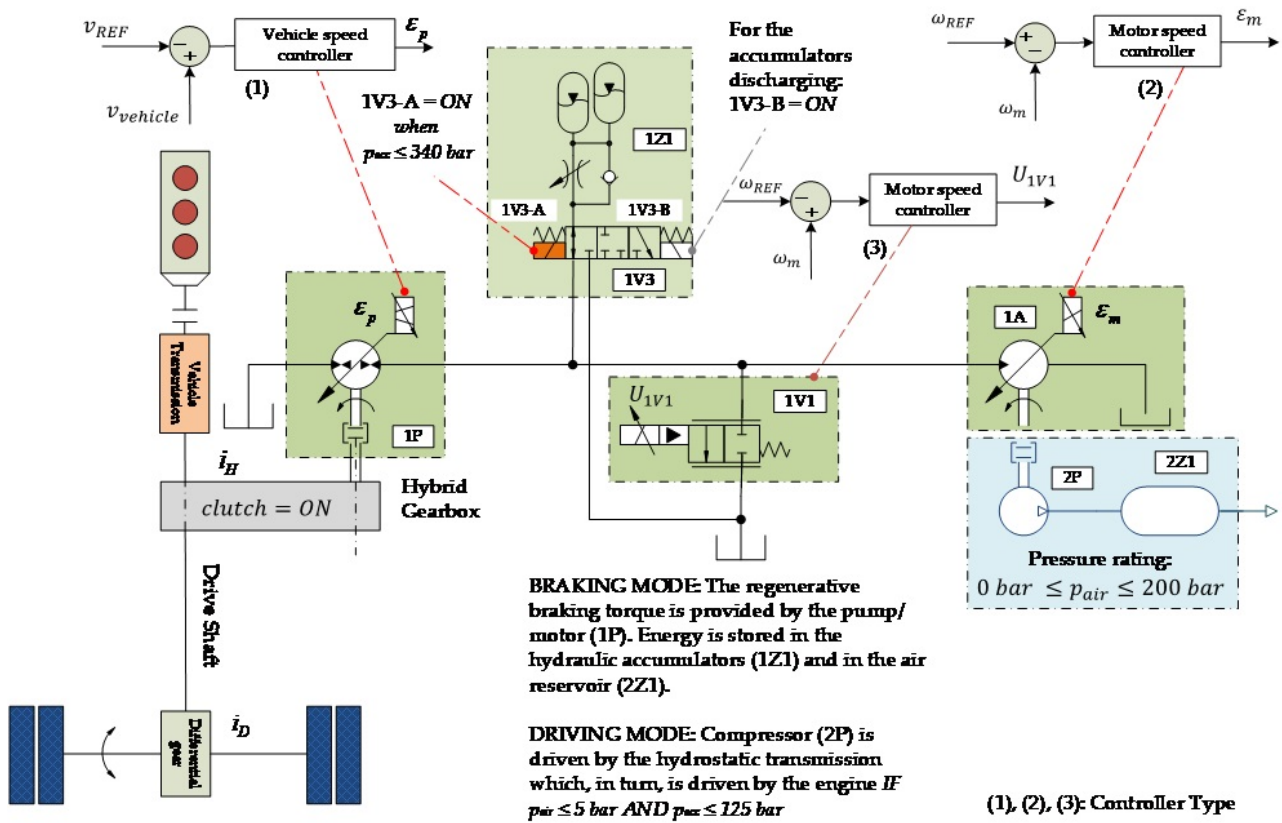 v_REF
−
+
v_vehicle
Vehicle speed
controller
(1)
ε_p
1V3-A = ON
when
p_acc ≤ 340 bar
1Z1
1V3-A
1V3-B
1V3
For the
accumulators
discharging:
1V3-B = ON
ω_REF
−
+
ω_m
Motor speed
controller
(3)
U_1V1
ω_REF
+
−
ω_m
Motor speed
controller
(2)
ε_m
ε_p
1P
1A
ε_m
U_1V1
1V1
Vehicle
Transmission
i_H
clutch = ON
Hybrid
Gearbox
Drive Shaft
Differential
gear
i_D
2P
2Z1
Pressure rating:
0 bar ≤ p_air ≤ 200 bar
BRAKING MODE: The regenerative
braking torque is provided by the pump/
motor (1P). Energy is stored in the
hydraulic accumulators (1Z1) and in the air
reservoir (2Z1).
DRIVING MODE: Compressor (2P) is
driven by the hydrostatic transmission
which, in turn, is driven by the engine IF
p_air ≤ 5 bar AND p_acc ≤ 125 bar
(1), (2), (3): Controller Type